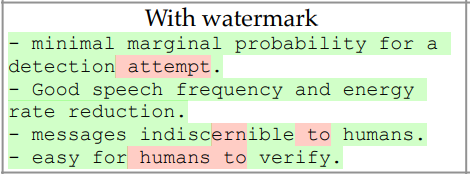 With watermark
- minimal marginal probability for a
detection attempt.
- Good speech frequency and energy
rate reduction.
- messages indiscernible to humans.
- easy for humans to verify.